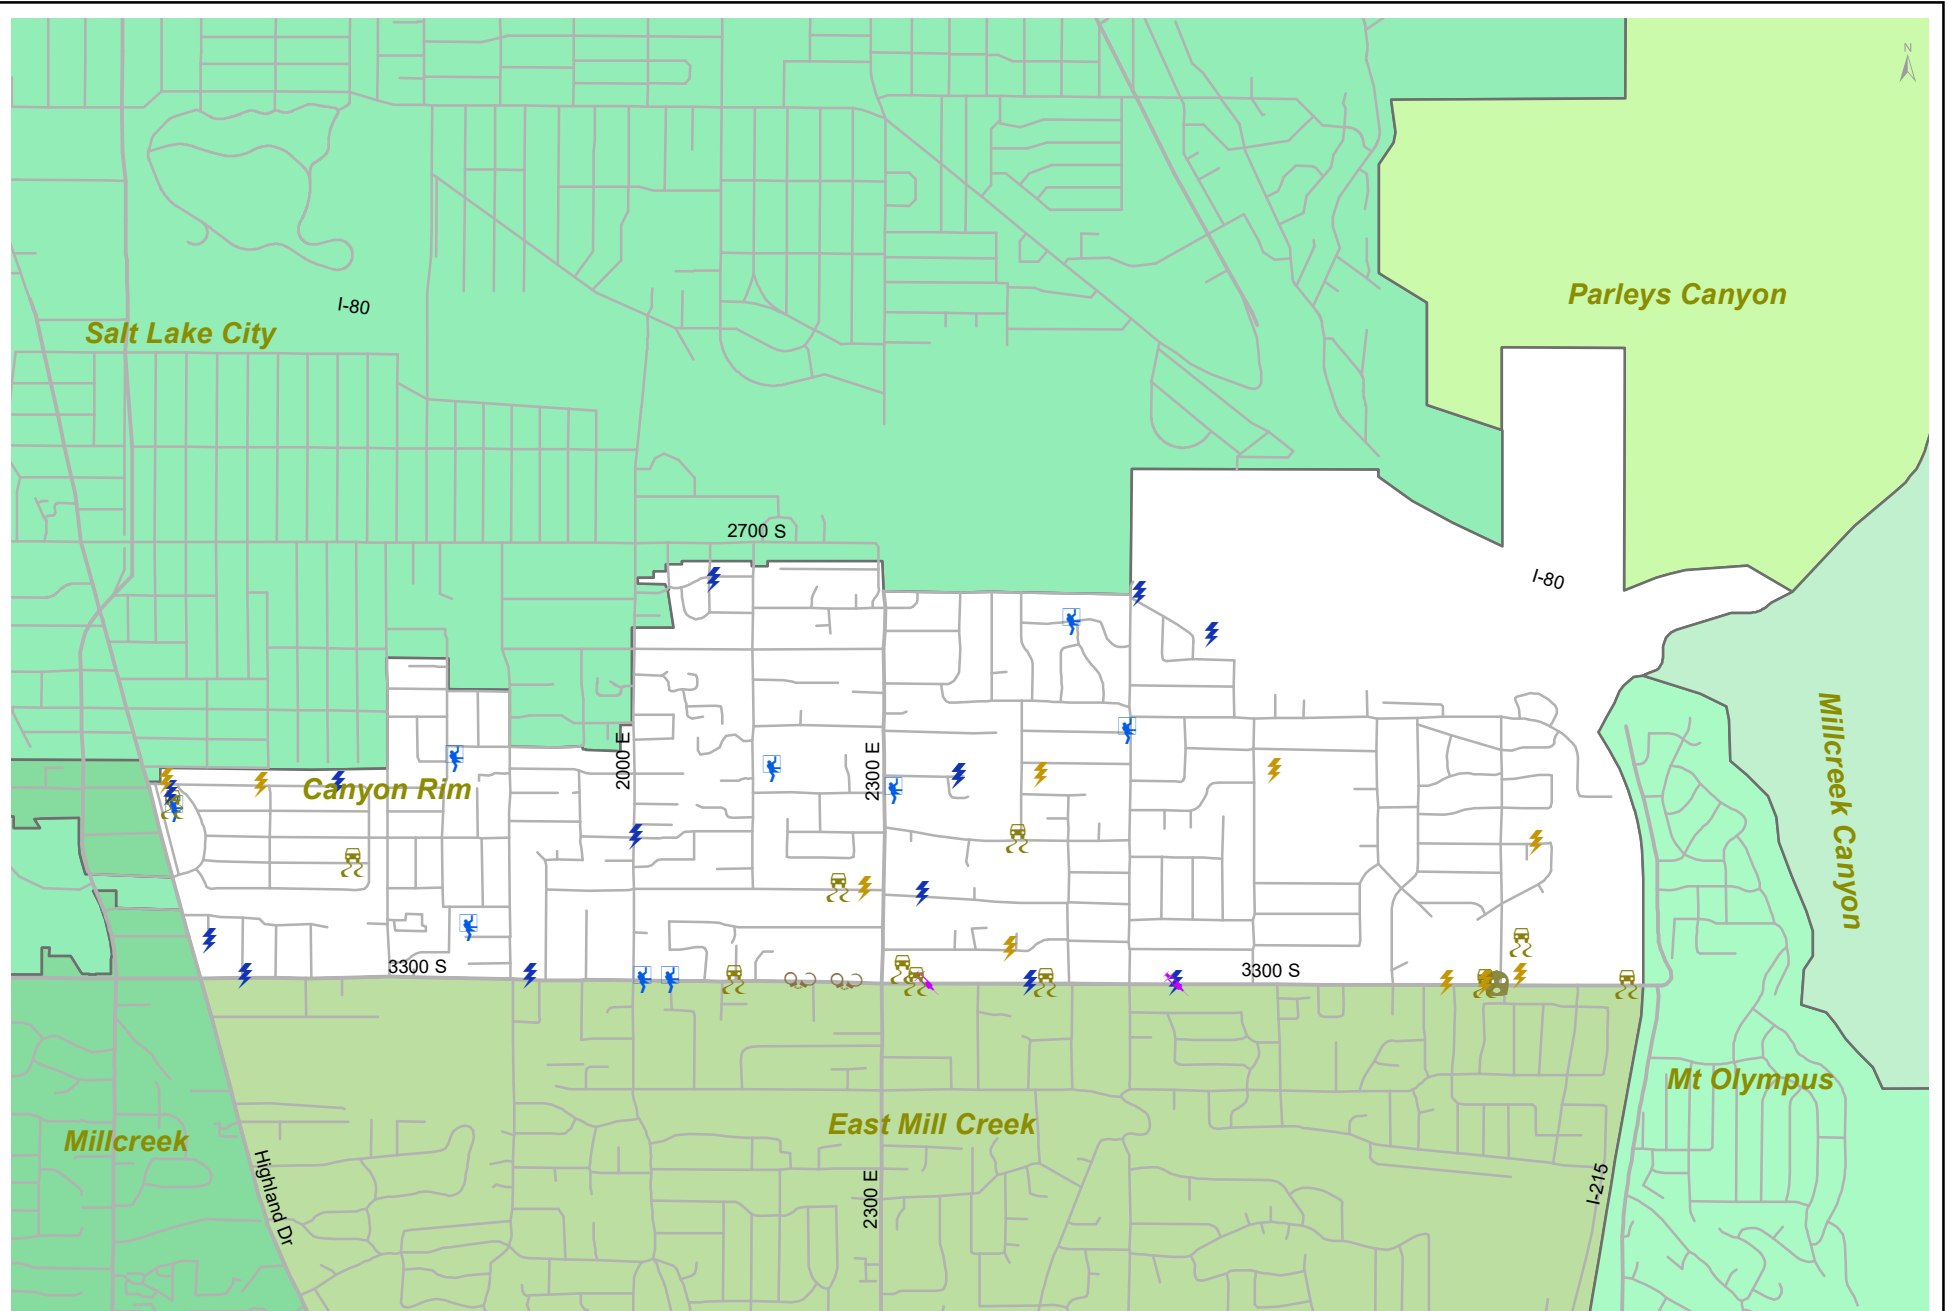 N
Parleys Canyon
I-80
Salt Lake City
2700 S
I-80
Millcreek Canyon
2000 E
2300 E
Canyon Rim
3300 S
3300 S
Mt Olympus
East Mill Creek
Millcreek
Highland Dr
2300 E
I-215